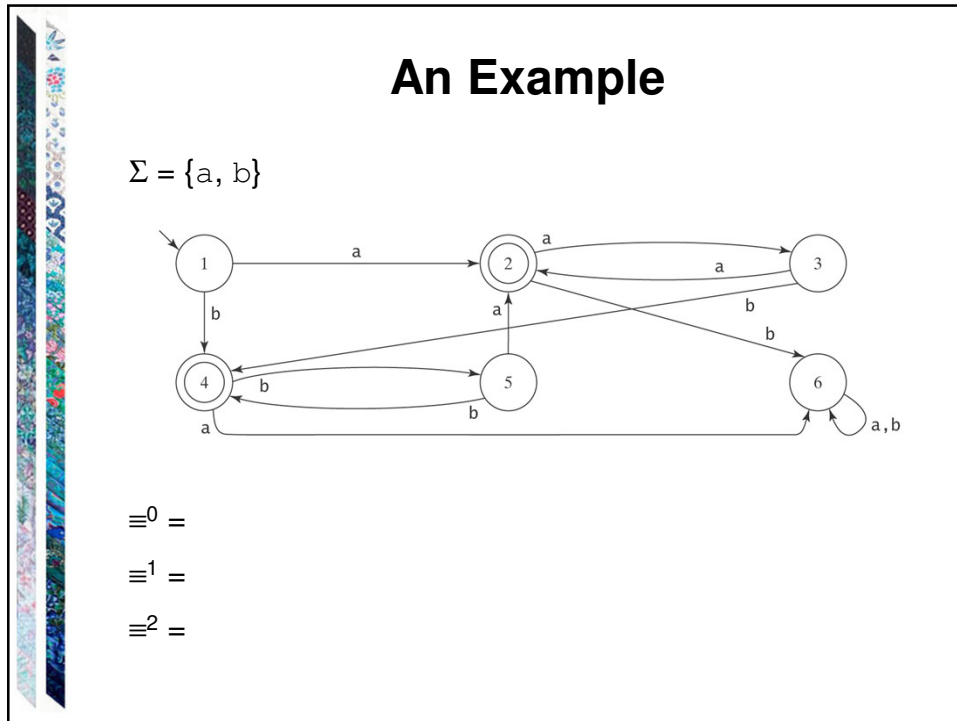 An Example
Σ = {a, b}
a
1
2
a
a
3
b
a
b
b
4
b
5
b
6
a
a,b
≡⁰ =
≡¹ =
≡² =